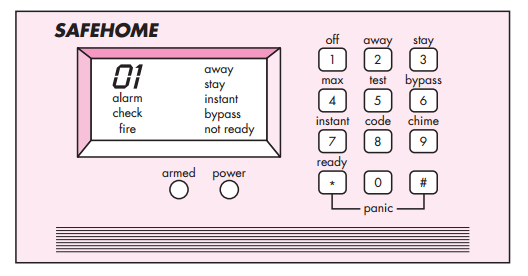 SAFEHOME
01
alarm
check
fire
away
stay
instant
bypass
not ready
armed power
off away stay
1 2 3
max test bypass
4 5 6
instant code chime
7 8 9
ready
* 0 #
panic